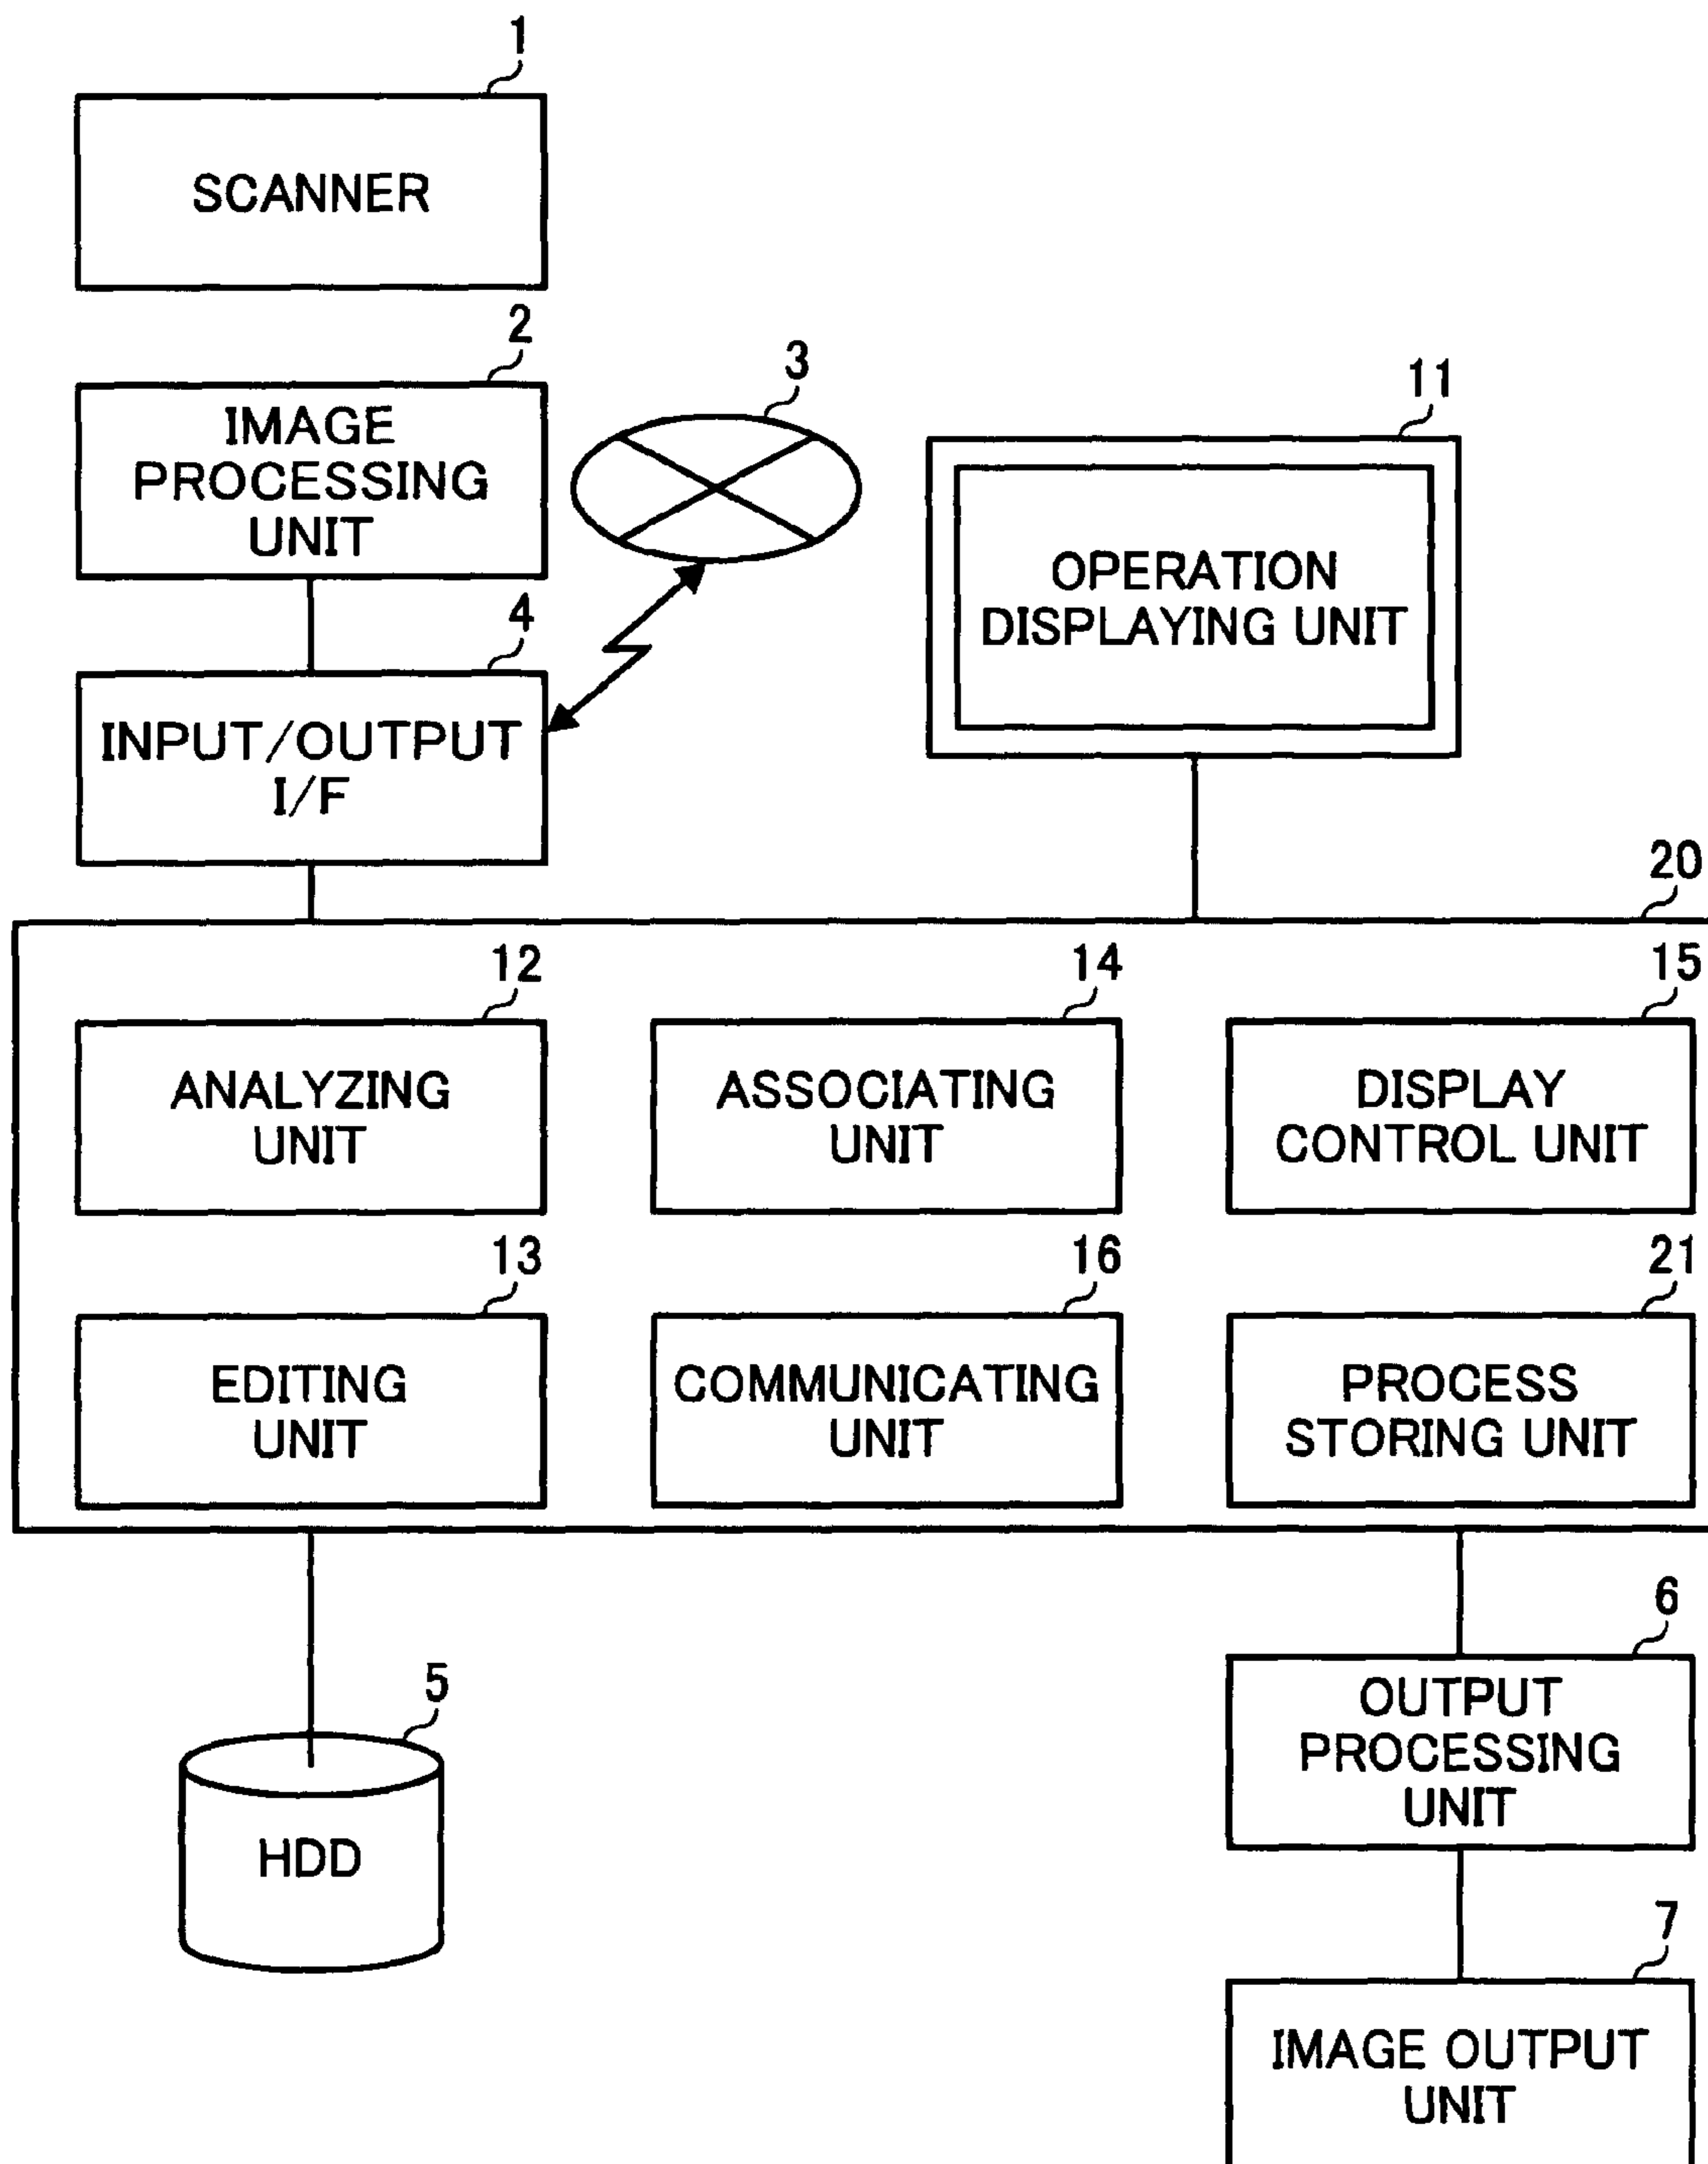 1
SCANNER
2
IMAGE
PROCESSING
UNIT
3
4
INPUT/OUTPUT
I/F
11
OPERATION
DISPLAYING UNIT
20
12
ANALYZING
UNIT
14
ASSOCIATING
UNIT
15
DISPLAY
CONTROL UNIT
13
EDITING
UNIT
16
COMMUNICATING
UNIT
21
PROCESS
STORING UNIT
5
HDD
6
OUTPUT
PROCESSING
UNIT
7
IMAGE OUTPUT
UNIT